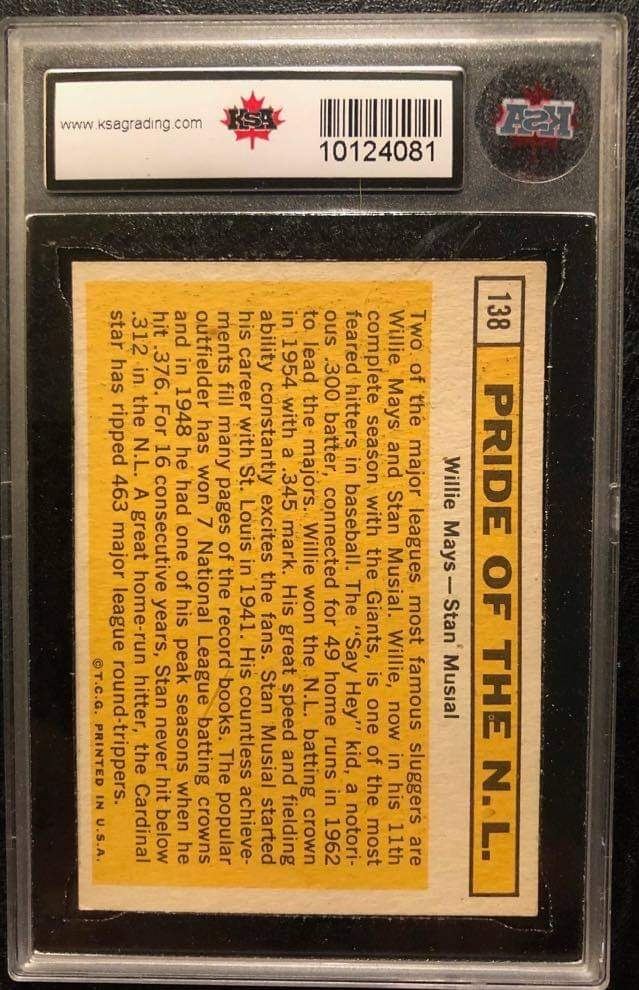 www.ksagrading.com
KSA
10124081
KSA
138
PRIDE OF THE N.L.
Willie Mays — Stan Musial
Two of the major leagues most famous sluggers are
Willie Mays and Stan Musial. Willie, now in his 11th
complete season with the Giants, is one of the most
feared hitters in baseball. The "Say Hey" kid, a notori-
ous .300 batter, connected for 49 home runs in 1962
to lead the majors. Willie won the N.L. batting crown
in 1954 with a .345 mark. His great speed and fielding
ability constantly excites the fans. Stan Musial started
his career with St. Louis in 1941. His countless achieve-
ments fill many pages of the record books. The popular
outfielder has won 7 National League batting crowns
and in 1948 he had one of his peak seasons when he
hit .376. For 16 consecutive years, Stan never hit below
.312 in the N.L. A great home-run hitter, the Cardinal
star has ripped 463 major league round-trippers.
©T.C.G. PRINTED IN U.S.A.